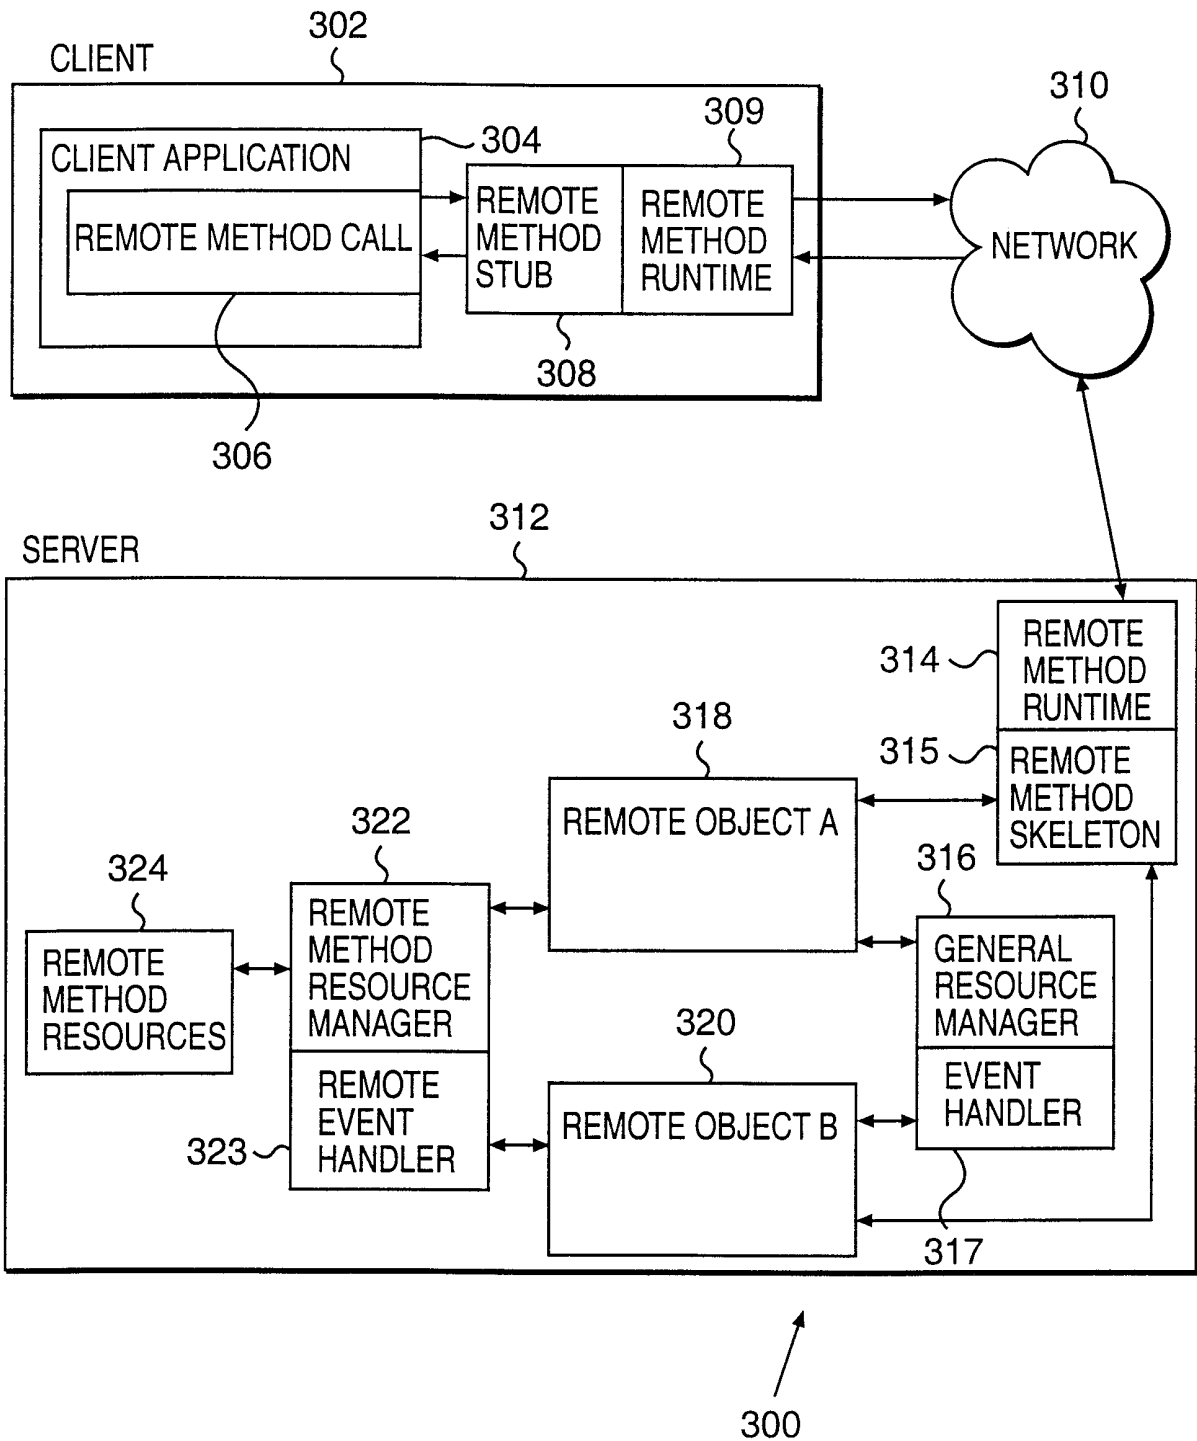 302
CLIENT
309
310
304
CLIENT APPLICATION
REMOTE METHOD CALL
REMOTE
METHOD
STUB
REMOTE
METHOD
RUNTIME
NETWORK
308
306
312
SERVER
314
REMOTE
METHOD
RUNTIME
318
315
REMOTE
METHOD
SKELETON
REMOTE OBJECT A
322
316
324
REMOTE
METHOD
RESOURCE
MANAGER
GENERAL
RESOURCE
MANAGER
REMOTE
METHOD
RESOURCES
320
REMOTE
EVENT
HANDLER
EVENT
HANDLER
REMOTE OBJECT B
323
317
300